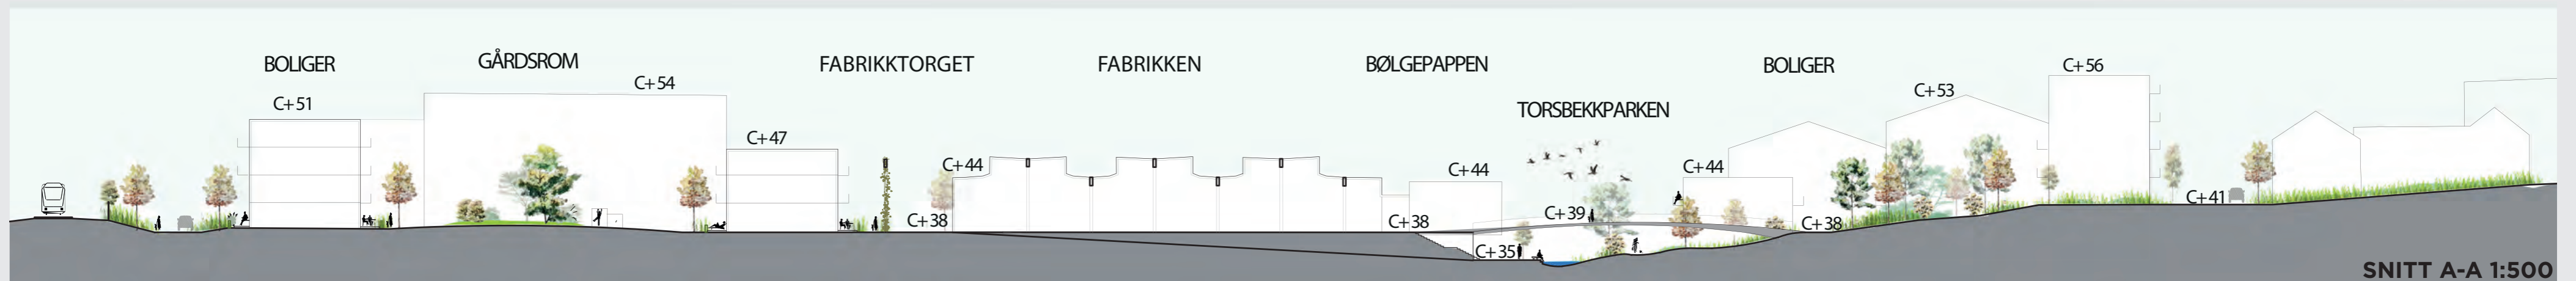 BOLIGER
GÅRDSROM
FABRIKKTORGET
FABRIKKEN
BØLGEPAPPEN
BOLIGER
TORSBEKKPARKEN
C+51
C+54
C+47
C+44
C+38
C+44
C+38
C+35
C+39
C+44
C+38
C+53
C+56
C+41
SNITT A-A 1:500